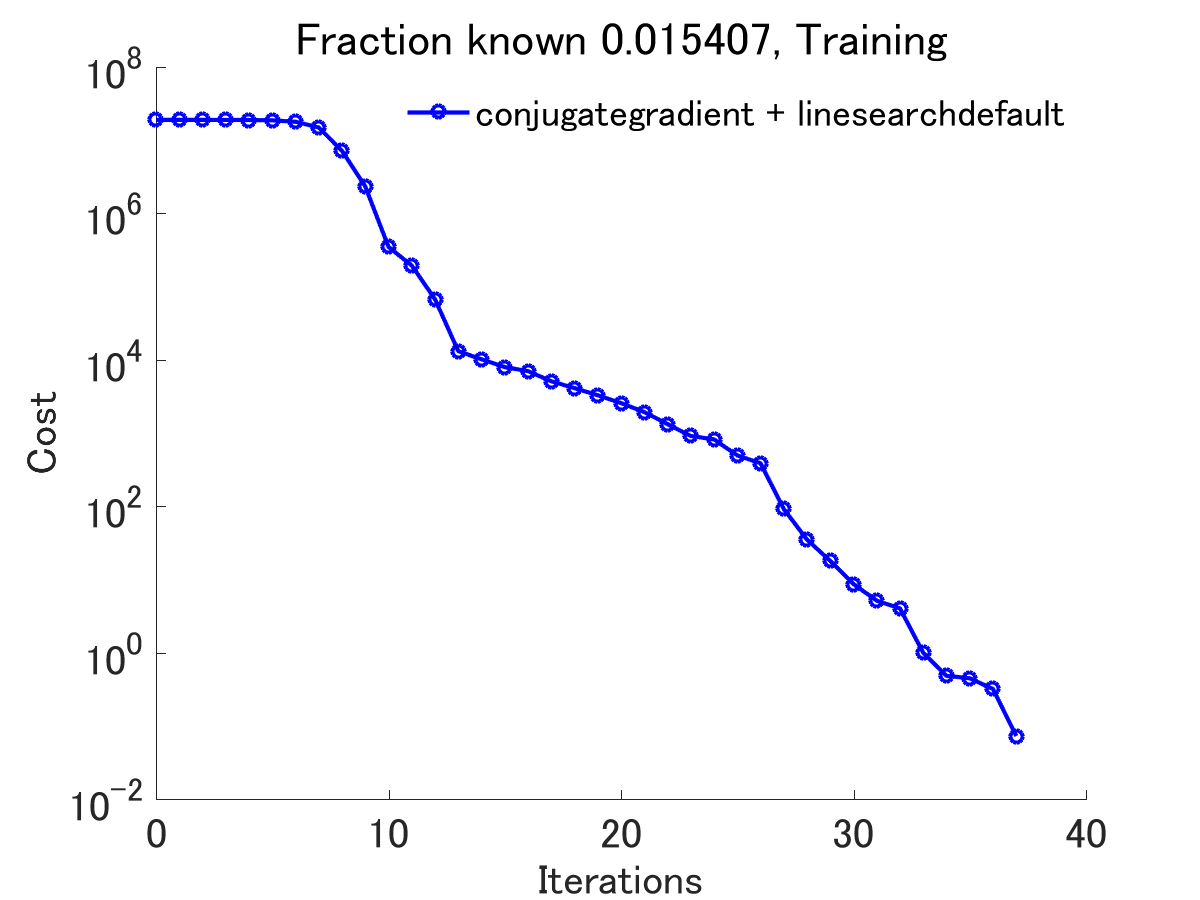 Fraction known 0.015407, Training
conjugategradient + linesearchdefault
10^8
10^6
10^4
10^2
10^0
10^-2
Cost
0 10 20 30 40
Iterations